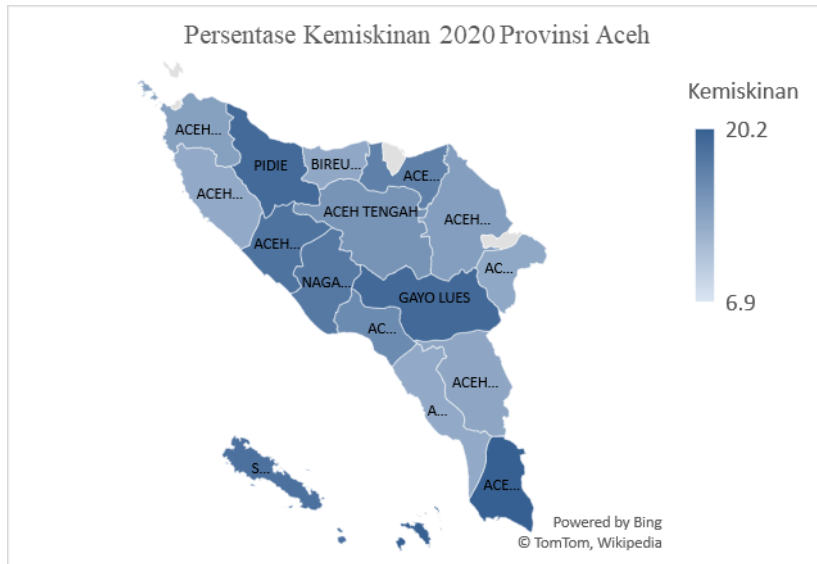 Persentase Kemiskinan 2020 Provinsi Aceh
Kemiskinan
20.2
6.9
ACEH...
PIDIE
BIREU...
ACE...
ACEH...
ACEH TENGAH
ACEH...
ACEH...
AC...
NAGA...
GAYO LUES
AC...
ACEH...
A...
S...
ACE...
Powered by Bing
© TomTom, Wikipedia